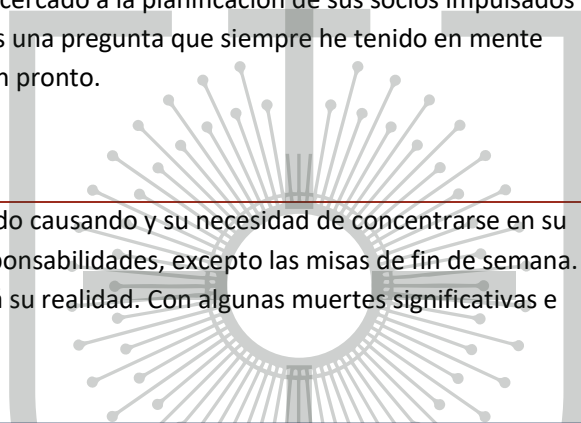 cercado a la planificación de sus socios impulsados
s una pregunta que siempre he tenido en mente
n pronto.
do causando y su necesidad de concentrarse en su
ponsabilidades, excepto las misas de fin de semana.
su realidad. Con algunas muertes significativas e